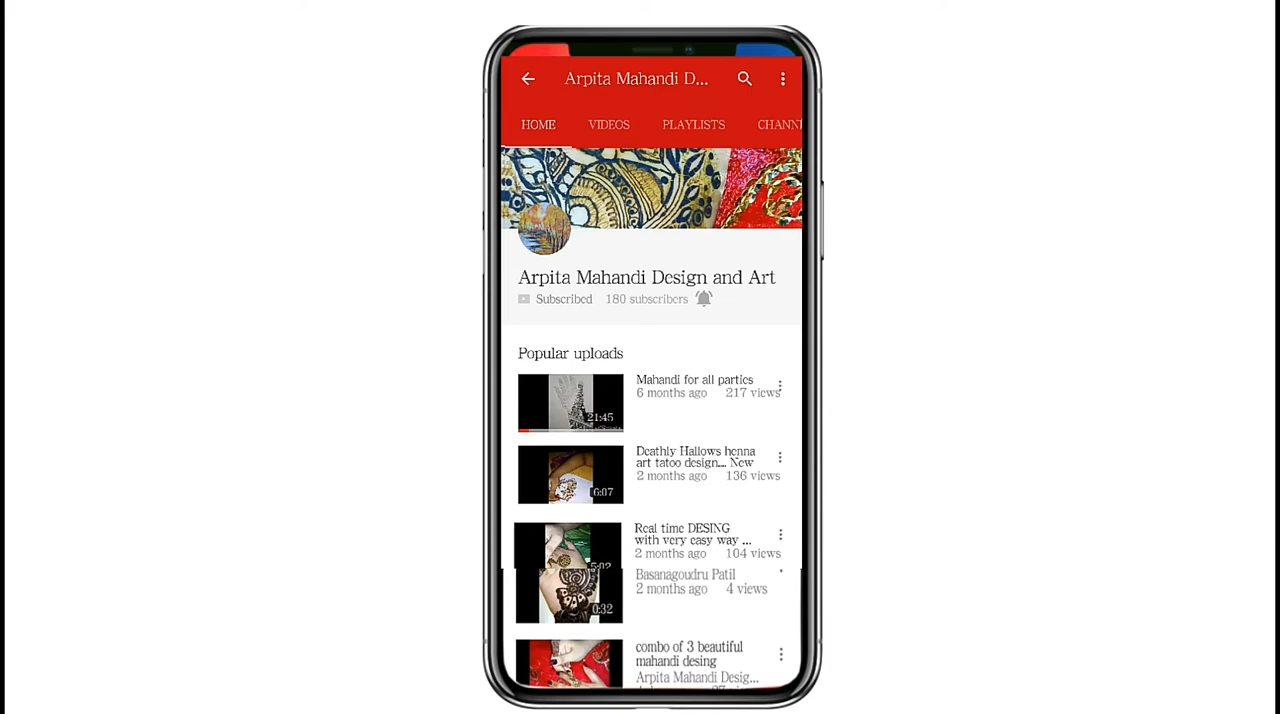 Arpita Mahandi D...
HOME VIDEOS PLAYLISTS CHANN
Arpita Mahandi Design and Art
Subscribed 180 subscribers
Popular uploads
Mahandi for all parties
6 months ago 217 views
21:45
Deathly Hallows henna
art tatoo design.... New
2 months ago 136 views
6:07
Real time DESING
with very easy way ...
2 months ago 104 views
5:02
Basanagoudru Patil
2 months ago 4 views
0:32
combo of 3 beautiful
mahandi desing
Arpita Mahandi Desig...